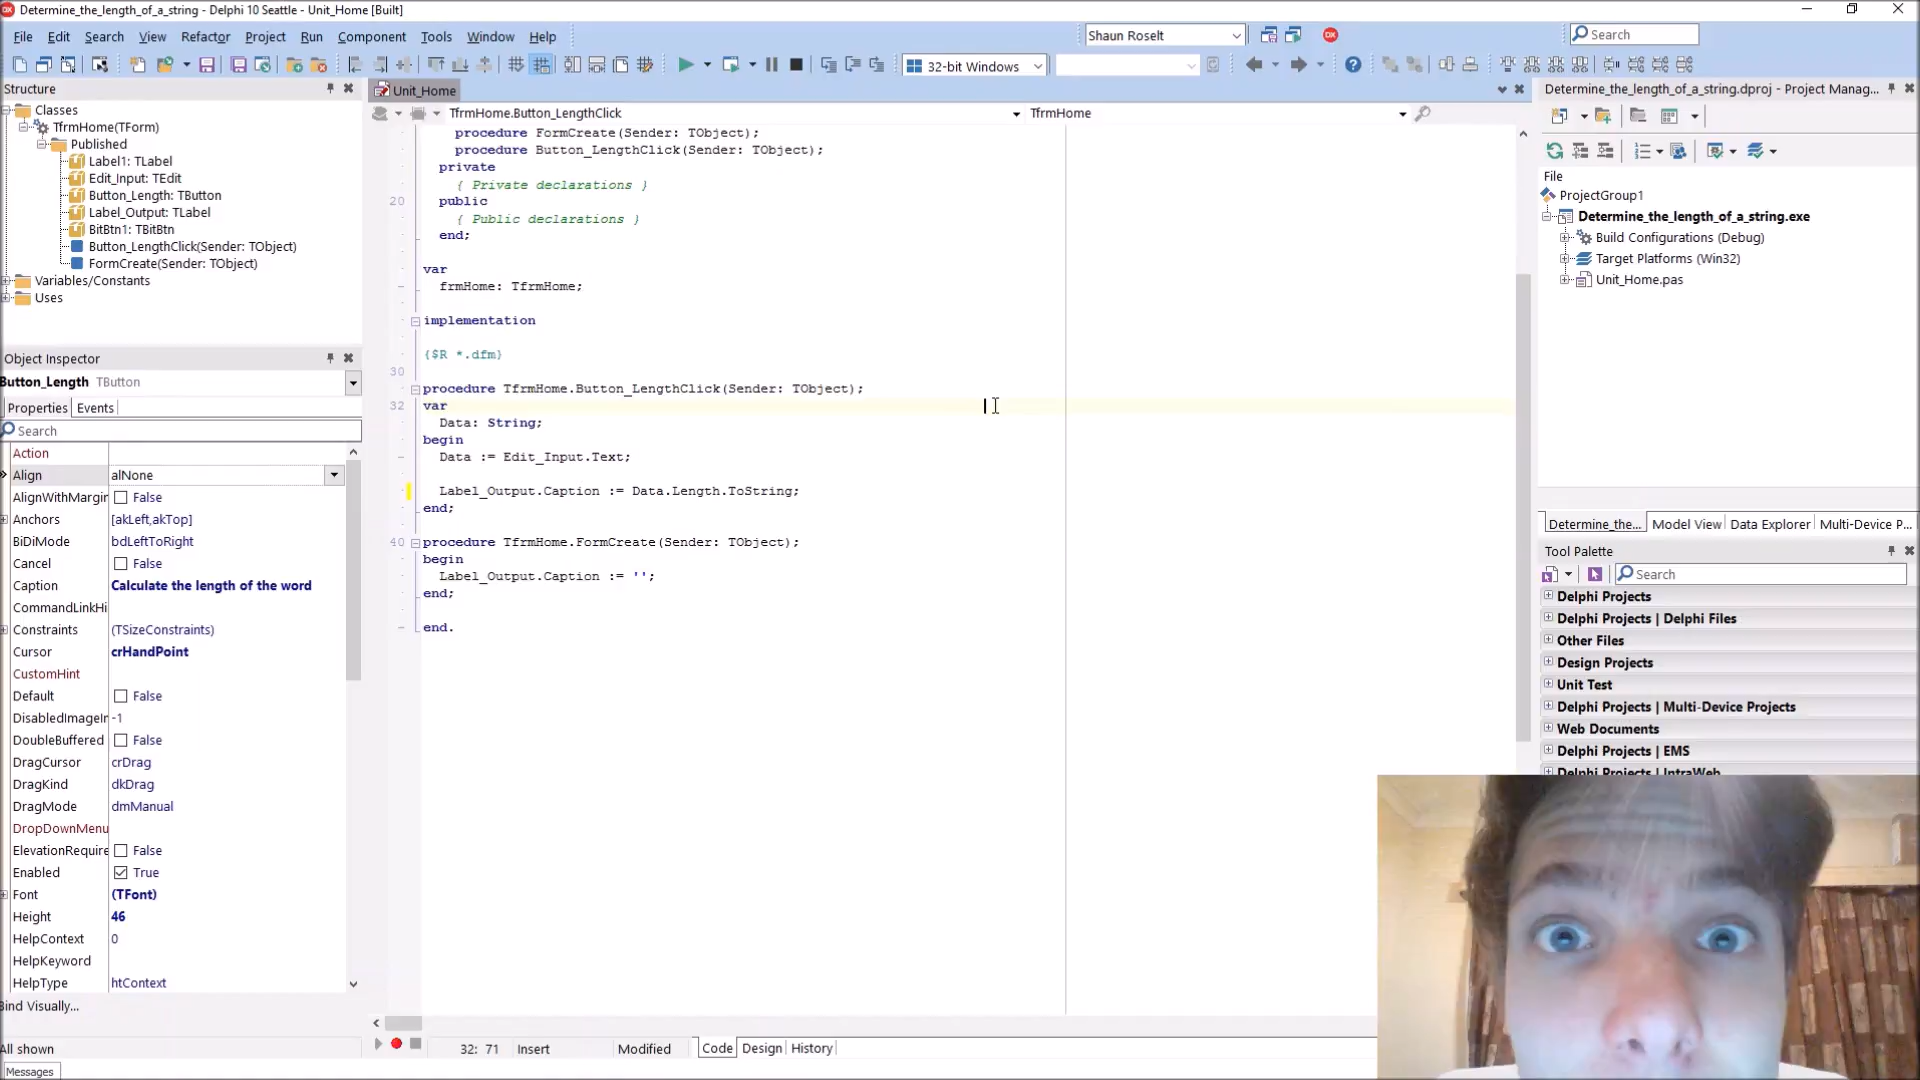 Determine_the_length_of_a_string - Delphi 10 Seattle - Unit_Home [Built]
File Edit Search View Refactor Project Run Component Tools Window Help
Shaun Roselt
Search
32-bit Windows
Structure
Classes
TfrmHome(TForm)
Published
Label1: TLabel
Edit_Input: TEdit
Button_Length: TButton
Label_Output: TLabel
BitBtn1: TBitBtn
Button_LengthClick(Sender: TObject)
FormCreate(Sender: TObject)
Variables/Constants
Uses
Object Inspector
Button_Length TButton
Properties Events
Search
Action
Align alNone
AlignWithMargin False
Anchors [akLeft,akTop]
BiDiMode bdLeftToRight
Cancel False
Caption Calculate the length of the word
CommandLinkHi
Constraints (TSizeConstraints)
Cursor crHandPoint
CustomHint
Default False
DisabledImageIr -1
DoubleBuffered False
DragCursor crDrag
DragKind dkDrag
DragMode dmManual
DropDownMenu
ElevationRequire False
Enabled True
Font (TFont)
Height 46
HelpContext 0
HelpKeyword
HelpType htContext
Bind Visually...
All shown
Messages
Unit_Home
TfrmHome.Button_LengthClick TfrmHome
procedure FormCreate(Sender: TObject);
procedure Button_LengthClick(Sender: TObject);
private
{ Private declarations }
20 public
{ Public declarations }
end;
var
frmHome: TfrmHome;
implementation
{$R *.dfm}
30
procedure TfrmHome.Button_LengthClick(Sender: TObject);
32 var
Data: String;
begin
Data := Edit_Input.Text;
Label_Output.Caption := Data.Length.ToString;
end;
40 procedure TfrmHome.FormCreate(Sender: TObject);
begin
Label_Output.Caption := '';
end;
end.
32: 71 Insert Modified Code Design History
Determine_the_length_of_a_string.dproj - Project Manag...
File
ProjectGroup1
Determine_the_length_of_a_string.exe
Build Configurations (Debug)
Target Platforms (Win32)
Unit_Home.pas
Determine_the... Model View Data Explorer Multi-Device P...
Tool Palette
Search
Delphi Projects
Delphi Projects | Delphi Files
Other Files
Design Projects
Unit Test
Delphi Projects | Multi-Device Projects
Web Documents
Delphi Projects | EMS
Delphi Projects | IntraWeb